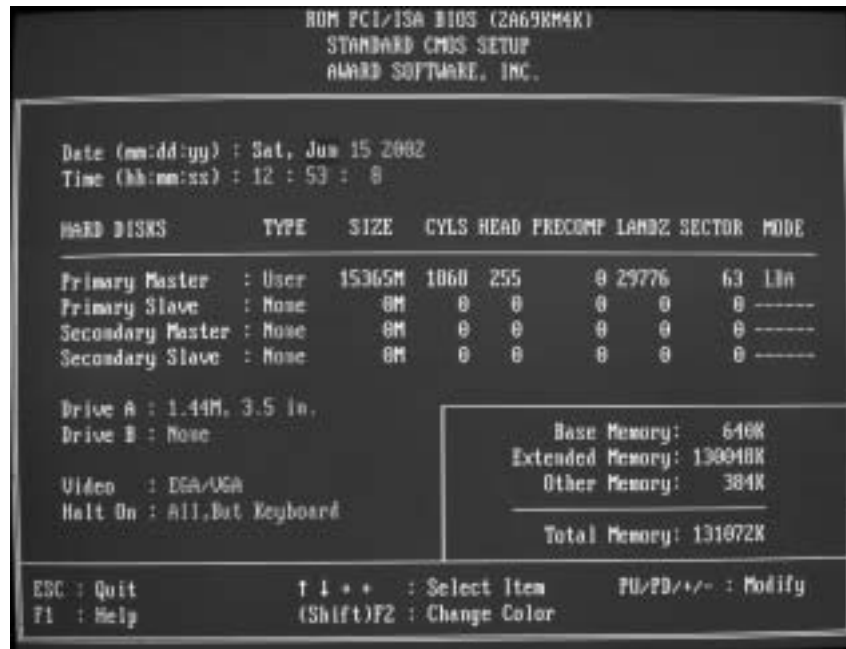 ROM PCI/ISA BIOS (2A69KM4K)
STANDARD CMOS SETUP
AWARD SOFTWARE, INC.
Date (mm:dd:yy) : Sat, Jun 15 2002
Time (hh:mm:ss) : 12 : 53 : 8
HARD DISKS TYPE SIZE CYLS HEAD PRECOMP LANDZ SECTOR MODE
Primary Master : User 15365M 1868 255 0 29776 63 LBA
Primary Slave : None 0M 0 0 0 0 0 ------
Secondary Master : None 0M 0 0 0 0 0 ------
Secondary Slave : None 0M 0 0 0 0 0 ------
Drive A : 1.44M, 3.5 in.
Drive B : None
Base Memory: 640K
Extended Memory: 130048K
Video : EGA/VGA
Other Memory: 384K
Halt On : All,But Keyboard
Total Memory: 131072K
ESC : Quit ↑ ↓ → ← : Select Item PU/PD/+/- : Modify
F1 : Help (Shift)F2 : Change Color